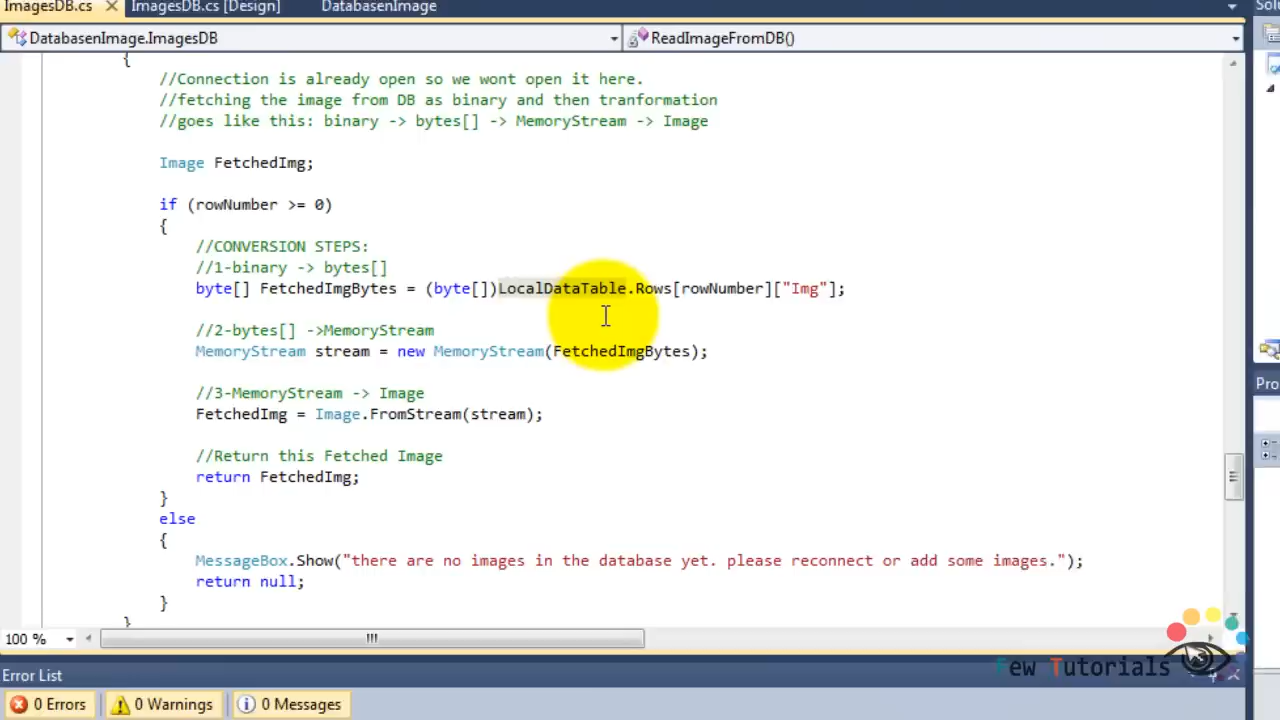 ImagesDB.cs ImagesDB.cs [Design] DatabasenImage Solu
DatabasenImage.ImagesDB ReadImageFromDB()
{
//Connection is already open so we wont open it here.
//fetching the image from DB as binary and then tranformation
//goes like this: binary -> bytes[] -> MemoryStream -> Image
Image FetchedImg;
if (rowNumber >= 0)
{
//CONVERSION STEPS:
//1-binary -> bytes[]
byte[] FetchedImgBytes = (byte[])LocalDataTable.Rows[rowNumber]["Img"];
//2-bytes[] ->MemoryStream
MemoryStream stream = new MemoryStream(FetchedImgBytes);
Pro
//3-MemoryStream -> Image
FetchedImg = Image.FromStream(stream);
//Return this Fetched Image
return FetchedImg;
}
else
{
MessageBox.Show("there are no images in the database yet. please reconnect or add some images.");
return null;
}
}
100 %
Few Tutorials
Error List
0 Errors 0 Warnings 0 Messages